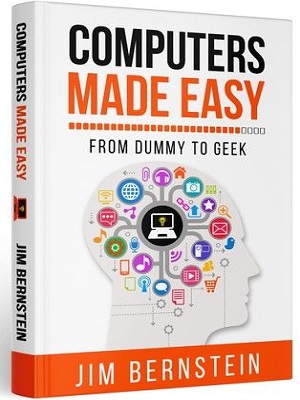 COMPUTERS
MADE EASY
FROM DUMMY TO GEEK
JIM BERNSTEIN
COMPUTERS MADE EASY
JIM BERNSTEIN